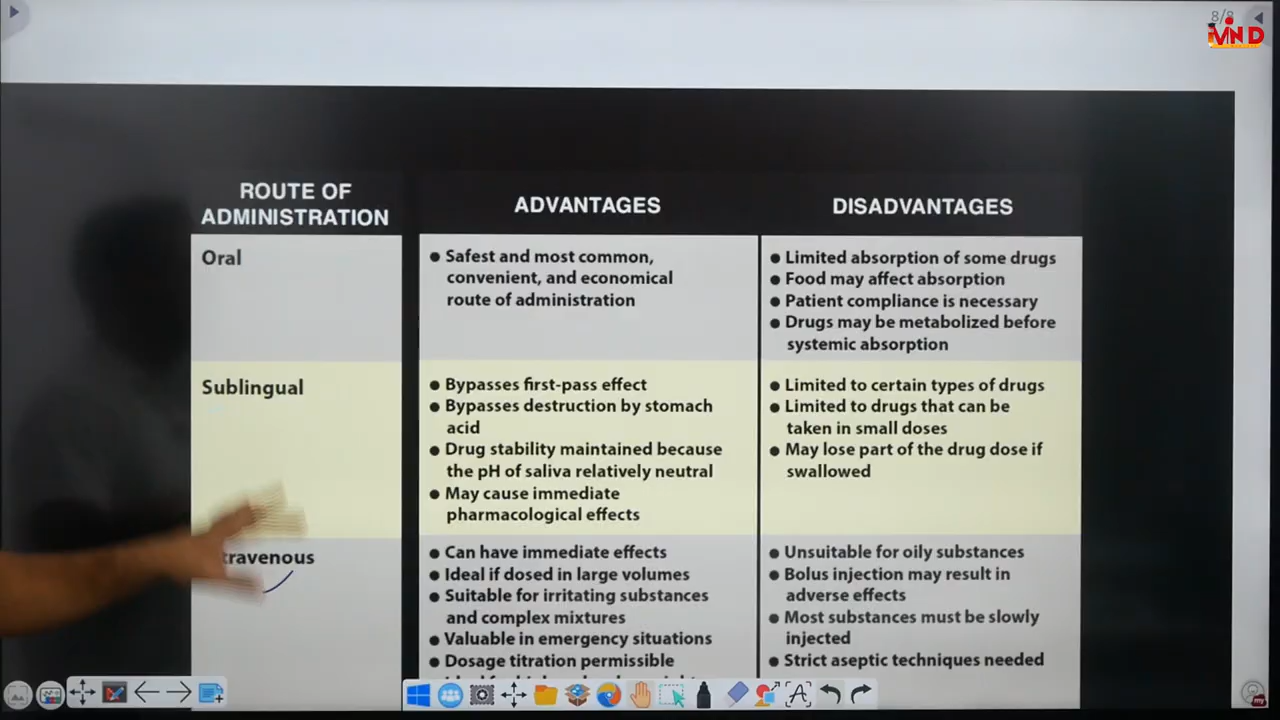 8/8
MIND
ROUTE OF
ADMINISTRATION
ADVANTAGES
DISADVANTAGES
Oral
● Safest and most common,
convenient, and economical
route of administration
● Limited absorption of some drugs
● Food may affect absorption
● Patient compliance is necessary
● Drugs may be metabolized before
systemic absorption
Sublingual
● Bypasses first-pass effect
● Bypasses destruction by stomach
acid
● Drug stability maintained because
the pH of saliva relatively neutral
● May cause immediate
pharmacological effects
● Limited to certain types of drugs
● Limited to drugs that can be
taken in small doses
● May lose part of the drug dose if
swallowed
travenous
● Can have immediate effects
● Ideal if dosed in large volumes
● Suitable for irritating substances
and complex mixtures
● Valuable in emergency situations
● Dosage titration permissible
● Unsuitable for oily substances
● Bolus injection may result in
adverse effects
● Most substances must be slowly
injected
● Strict aseptic techniques needed